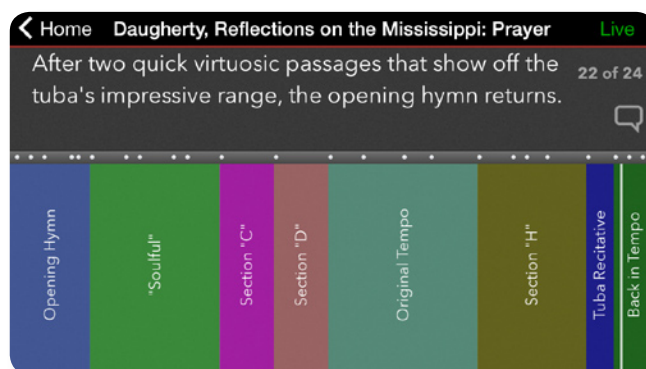 Home Daugherty, Reflections on the Mississippi: Prayer Live
After two quick virtuosic passages that show off the
tuba's impressive range, the opening hymn returns.
22 of 24
Opening Hymn
"Soulful"
Section "C"
Section "D"
Original Tempo
Section "H"
Tuba Recitative
Back in Tempo